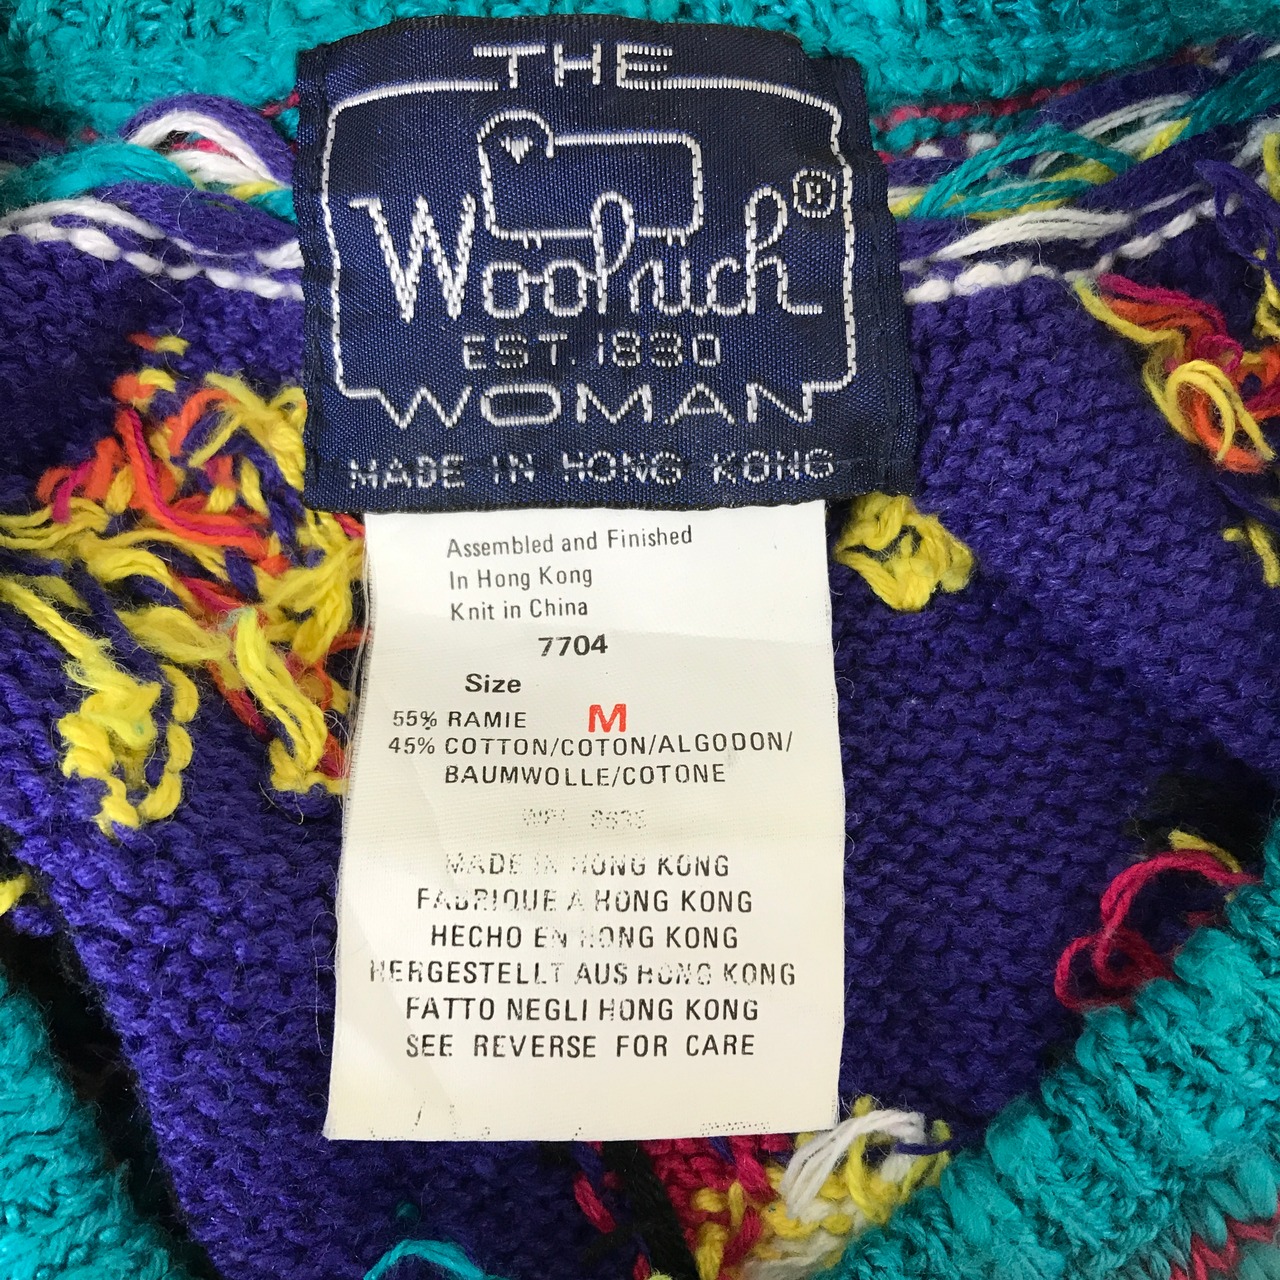 THE
Woolrich®
EST. 1830
WOMAN
MADE IN HONG KONG
Assembled and Finished
In Hong Kong
Knit in China
7704
Size
55% RAMIE M
45% COTTON/COTON/ALGODON/
BAUMWOLLE/COTONE
MADE IN HONG KONG
FABRIQUE A HONG KONG
HECHO EN HONG KONG
HERGESTELLT AUS HONG KONG
FATTO NEGLI HONG KONG
SEE REVERSE FOR CARE